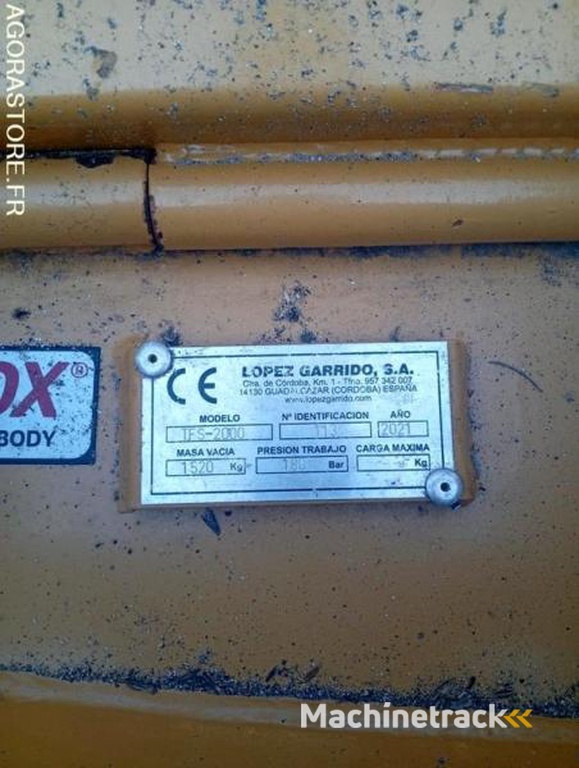 AGORASTORE.FR
OX®
BODY
CE
LOPEZ GARRIDO, S.A.
Ctra. de Córdoba, Km. 1 - Tfno. 957 342 007
14130 GUADALCAZAR (CORDOBA) ESPAÑA
www.lopezgarrido.com
MODELO Nº IDENTIFICACION AÑO
TFS-2000 113 2021
MASA VACIA PRESION TRABAJO CARGA MAXIMA
1520 Kg. 180 Bar Kg
Machinetrack